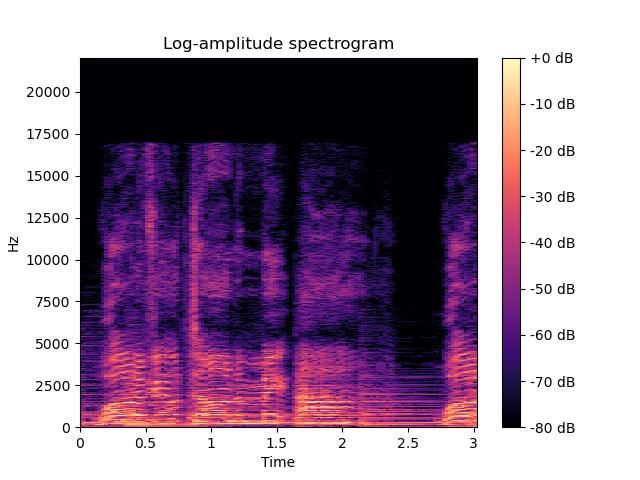 Log-amplitude spectrogram
+0 dB
20000
-10 dB
17500
-20 dB
15000
-30 dB
12500
Hz
-40 dB
10000
-50 dB
7500
-60 dB
5000
-70 dB
2500
0
-80 dB
0
0.5
1
1.5
2
2.5
3
Time